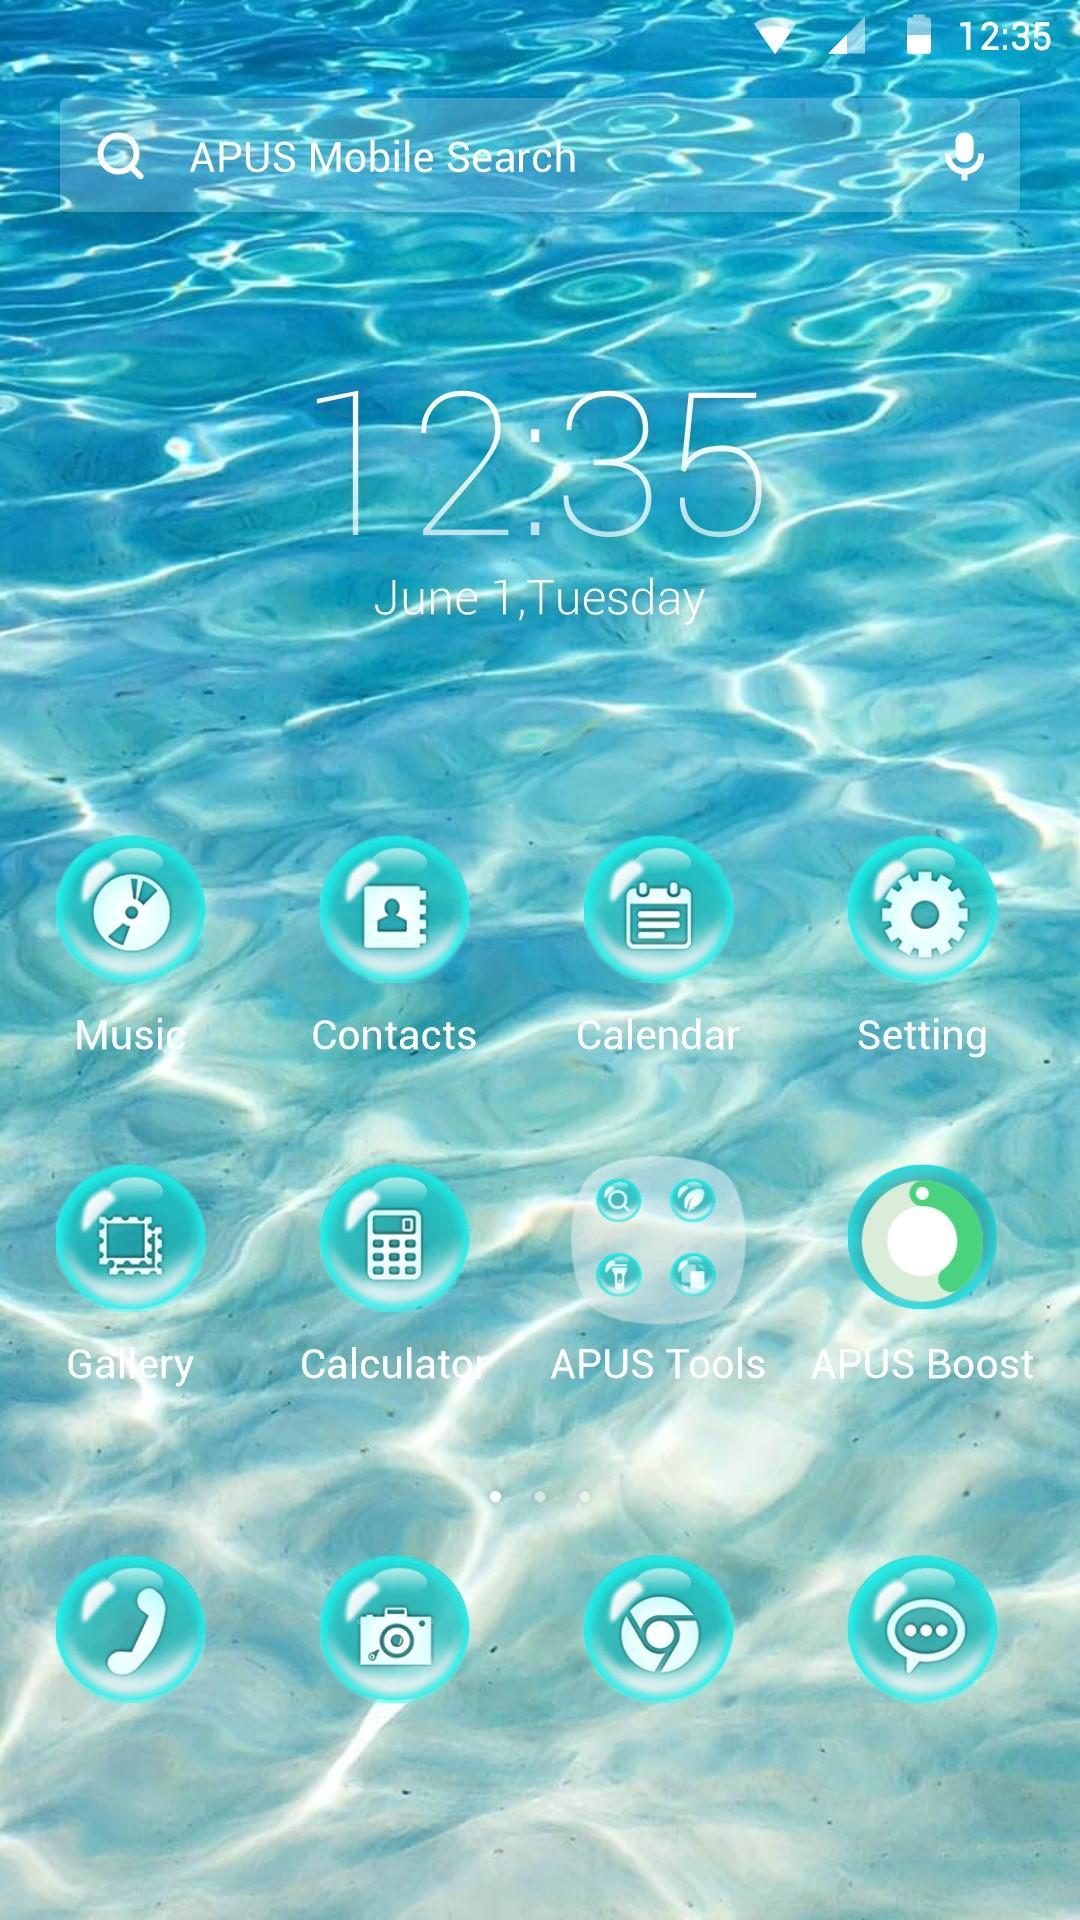 12:35
APUS Mobile Search
12:35
June 1,Tuesday
Music Contacts Calendar Setting
Gallery Calculator APUS Tools APUS Boost